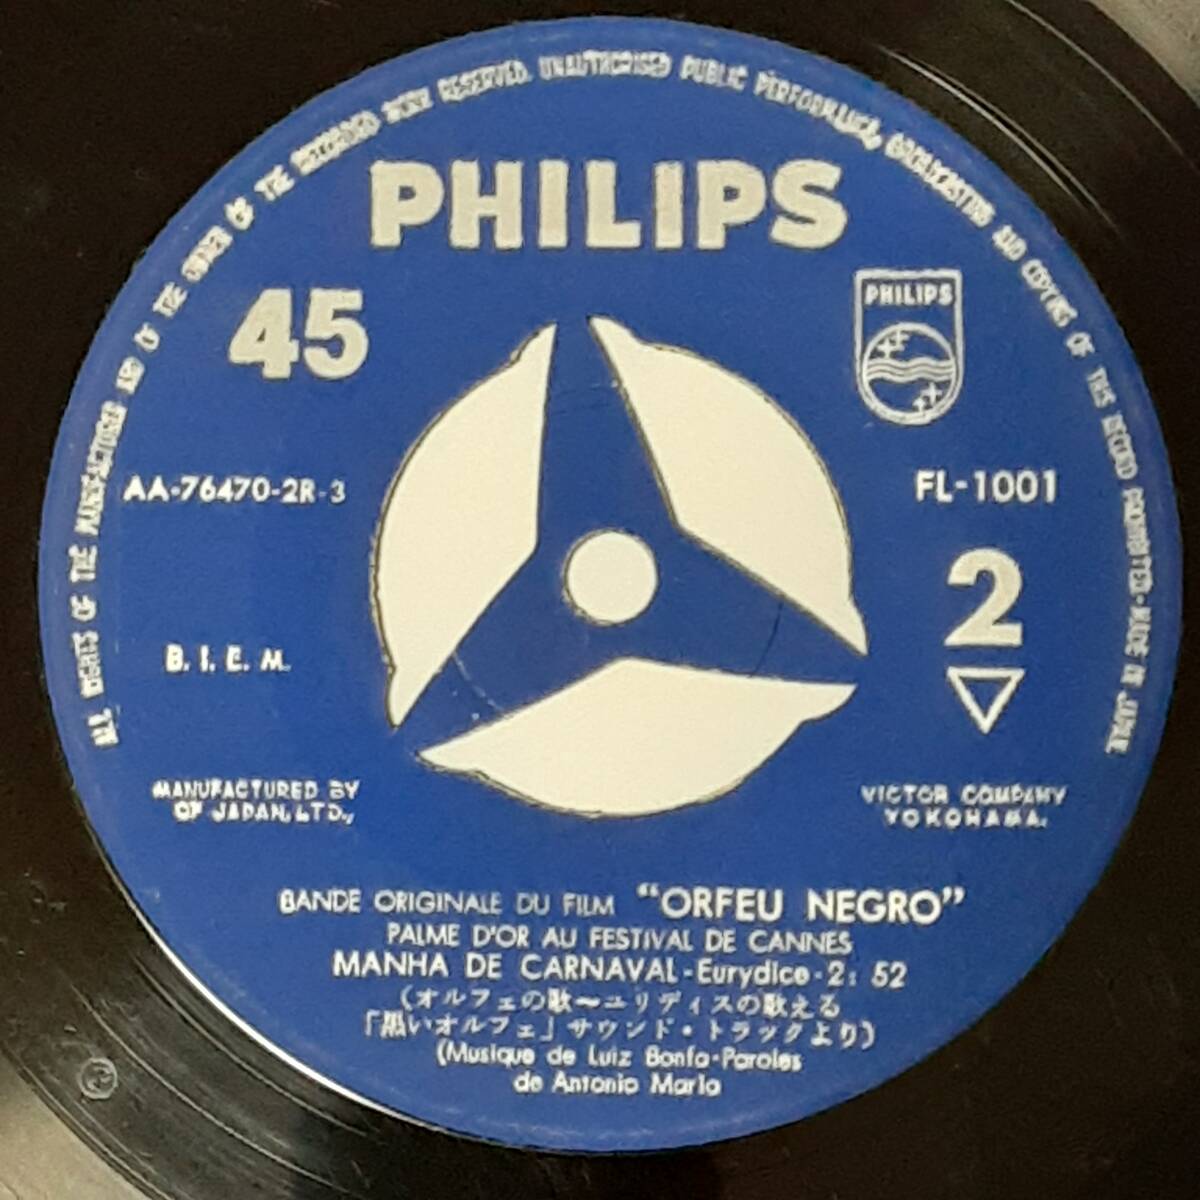 ALL RIGHTS OF THE MANUFACTURER AND OF THE OWNER OF THE RECORDED WORK RESERVED. UNAUTHORISED PUBLIC PERFORMANCE, BROADCASTING AND COPYING OF THIS RECORD PROHIBITED·MADE IN JAPAN
PHILIPS
45
PHILIPS
AA-76470-2R-3
FL-1001
2
B. I. E. M.
MANUFACTURED BY VICTOR COMPANY
OF JAPAN, LTD., YOKOHAMA.
BANDE ORIGINALE DU FILM "ORFEU NEGRO"
PALME D'OR AU FESTIVAL DE CANNES
MANHA DE CARNAVAL-Eurydice-2:52
(オルフェの歌〜ユリディスの歌える
「黒いオルフェ」サウンド・トラックより)
(Musique de Luiz Bonfa-Paroles
de Antonio Maria